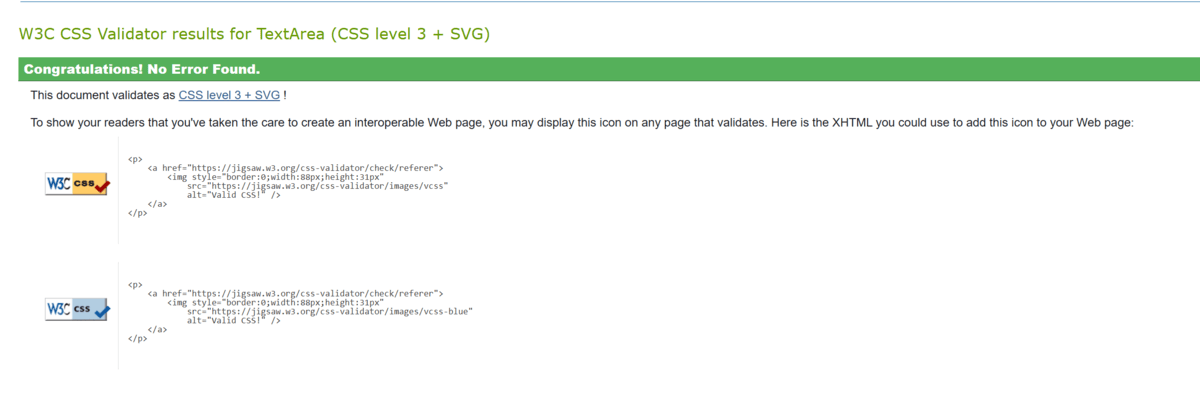 W3C CSS Validator results for TextArea (CSS level 3 + SVG)
Congratulations! No Error Found.
This document validates as CSS level 3 + SVG !
To show your readers that you've taken the care to create an interoperable Web page, you may display this icon on any page that validates. Here is the XHTML you could use to add this icon to your Web page:
W3C css
<p>
<a href="https://jigsaw.w3.org/css-validator/check/referer">
<img style="border:0;width:88px;height:31px"
src="https://jigsaw.w3.org/css-validator/images/vcss"
alt="Valid CSS!" />
</a>
</p>
W3C css
<p>
<a href="https://jigsaw.w3.org/css-validator/check/referer">
<img style="border:0;width:88px;height:31px"
src="https://jigsaw.w3.org/css-validator/images/vcss-blue"
alt="Valid CSS!" />
</a>
</p>